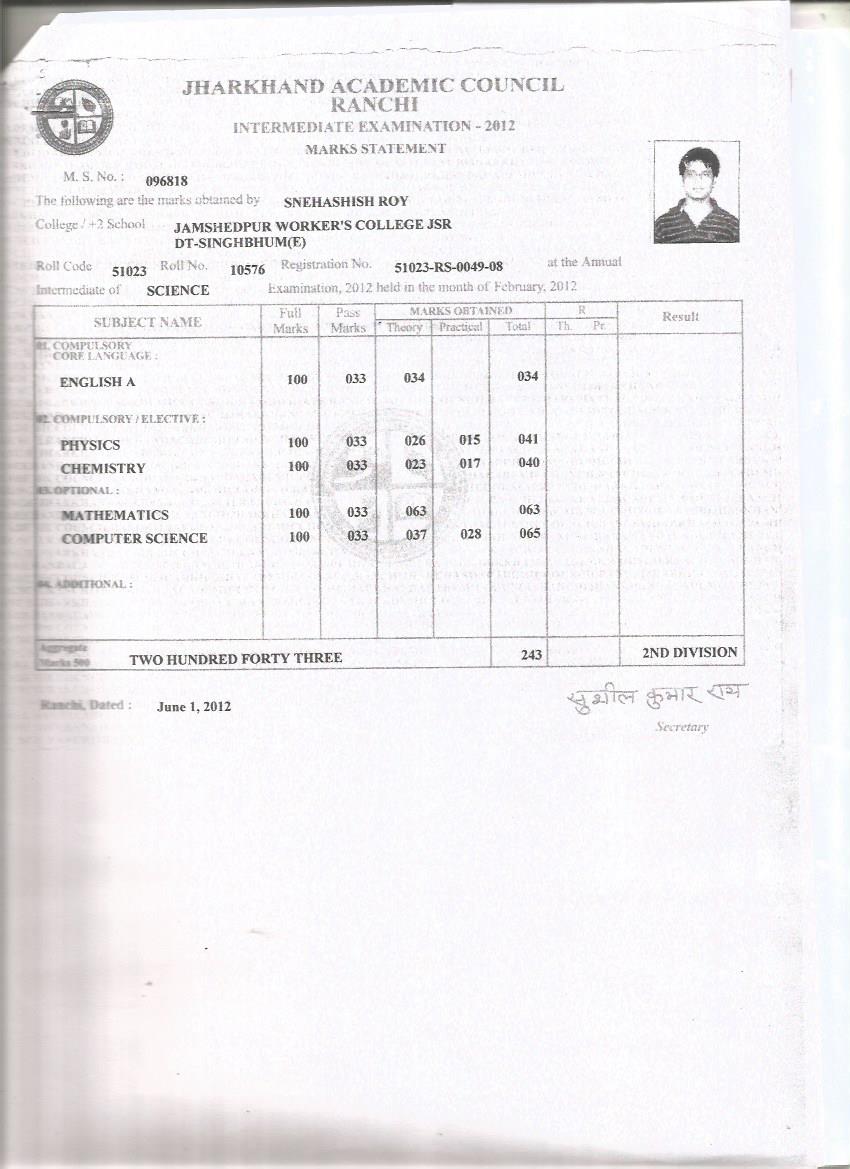 JHARKHAND ACADEMIC COUNCIL
RANCHI
INTERMEDIATE EXAMINATION - 2012
MARKS STATEMENT
M. S. No. : 096818
The following are the marks obtained by SNEHASHISH ROY
College / +2 School JAMSHEDPUR WORKER'S COLLEGE JSR
DT-SINGHBHUM(E)
Roll Code 51023 Roll No. 10576 Registration No. 51023-RS-0049-08 at the Annual
Intermediate of SCIENCE Examination, 2012 held in the month of February, 2012
SUBJECT NAME Full Marks Pass Marks MARKS OBTAINED R Result
Theory Practical Total Th. Pr.
01. COMPULSORY
CORE LANGUAGE :
ENGLISH A 100 033 034 034
02. COMPULSORY / ELECTIVE :
PHYSICS 100 033 026 015 041
CHEMISTRY 100 033 023 017 040
03. OPTIONAL :
MATHEMATICS 100 033 063 063
COMPUTER SCIENCE 100 033 037 028 065
04. ADDITIONAL :
Aggregate
Marks 500 TWO HUNDRED FORTY THREE 243 2ND DIVISION
Ranchi, Dated : June 1, 2012
सुशील कुमार राय
Secretary